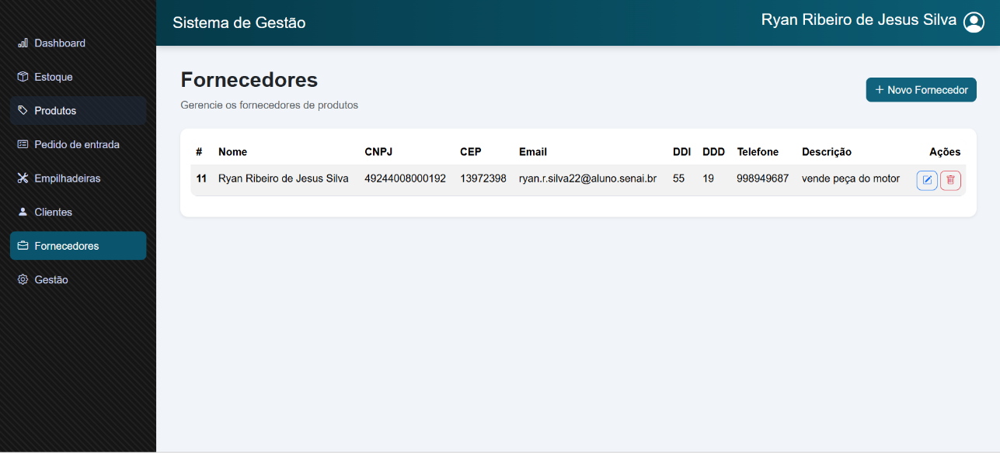 Sistema de Gestão
Ryan Ribeiro de Jesus Silva
Dashboard
Estoque
Produtos
Pedido de entrada
Empilhadeiras
Clientes
Fornecedores
Gestão
Fornecedores
Gerencie os fornecedores de produtos
+ Novo Fornecedor
# Nome CNPJ CEP Email DDI DDD Telefone Descrição Ações
11 Ryan Ribeiro de Jesus Silva 49244008000192 13972398 ryan.r.silva22@aluno.senai.br 55 19 998949687 vende peça do motor